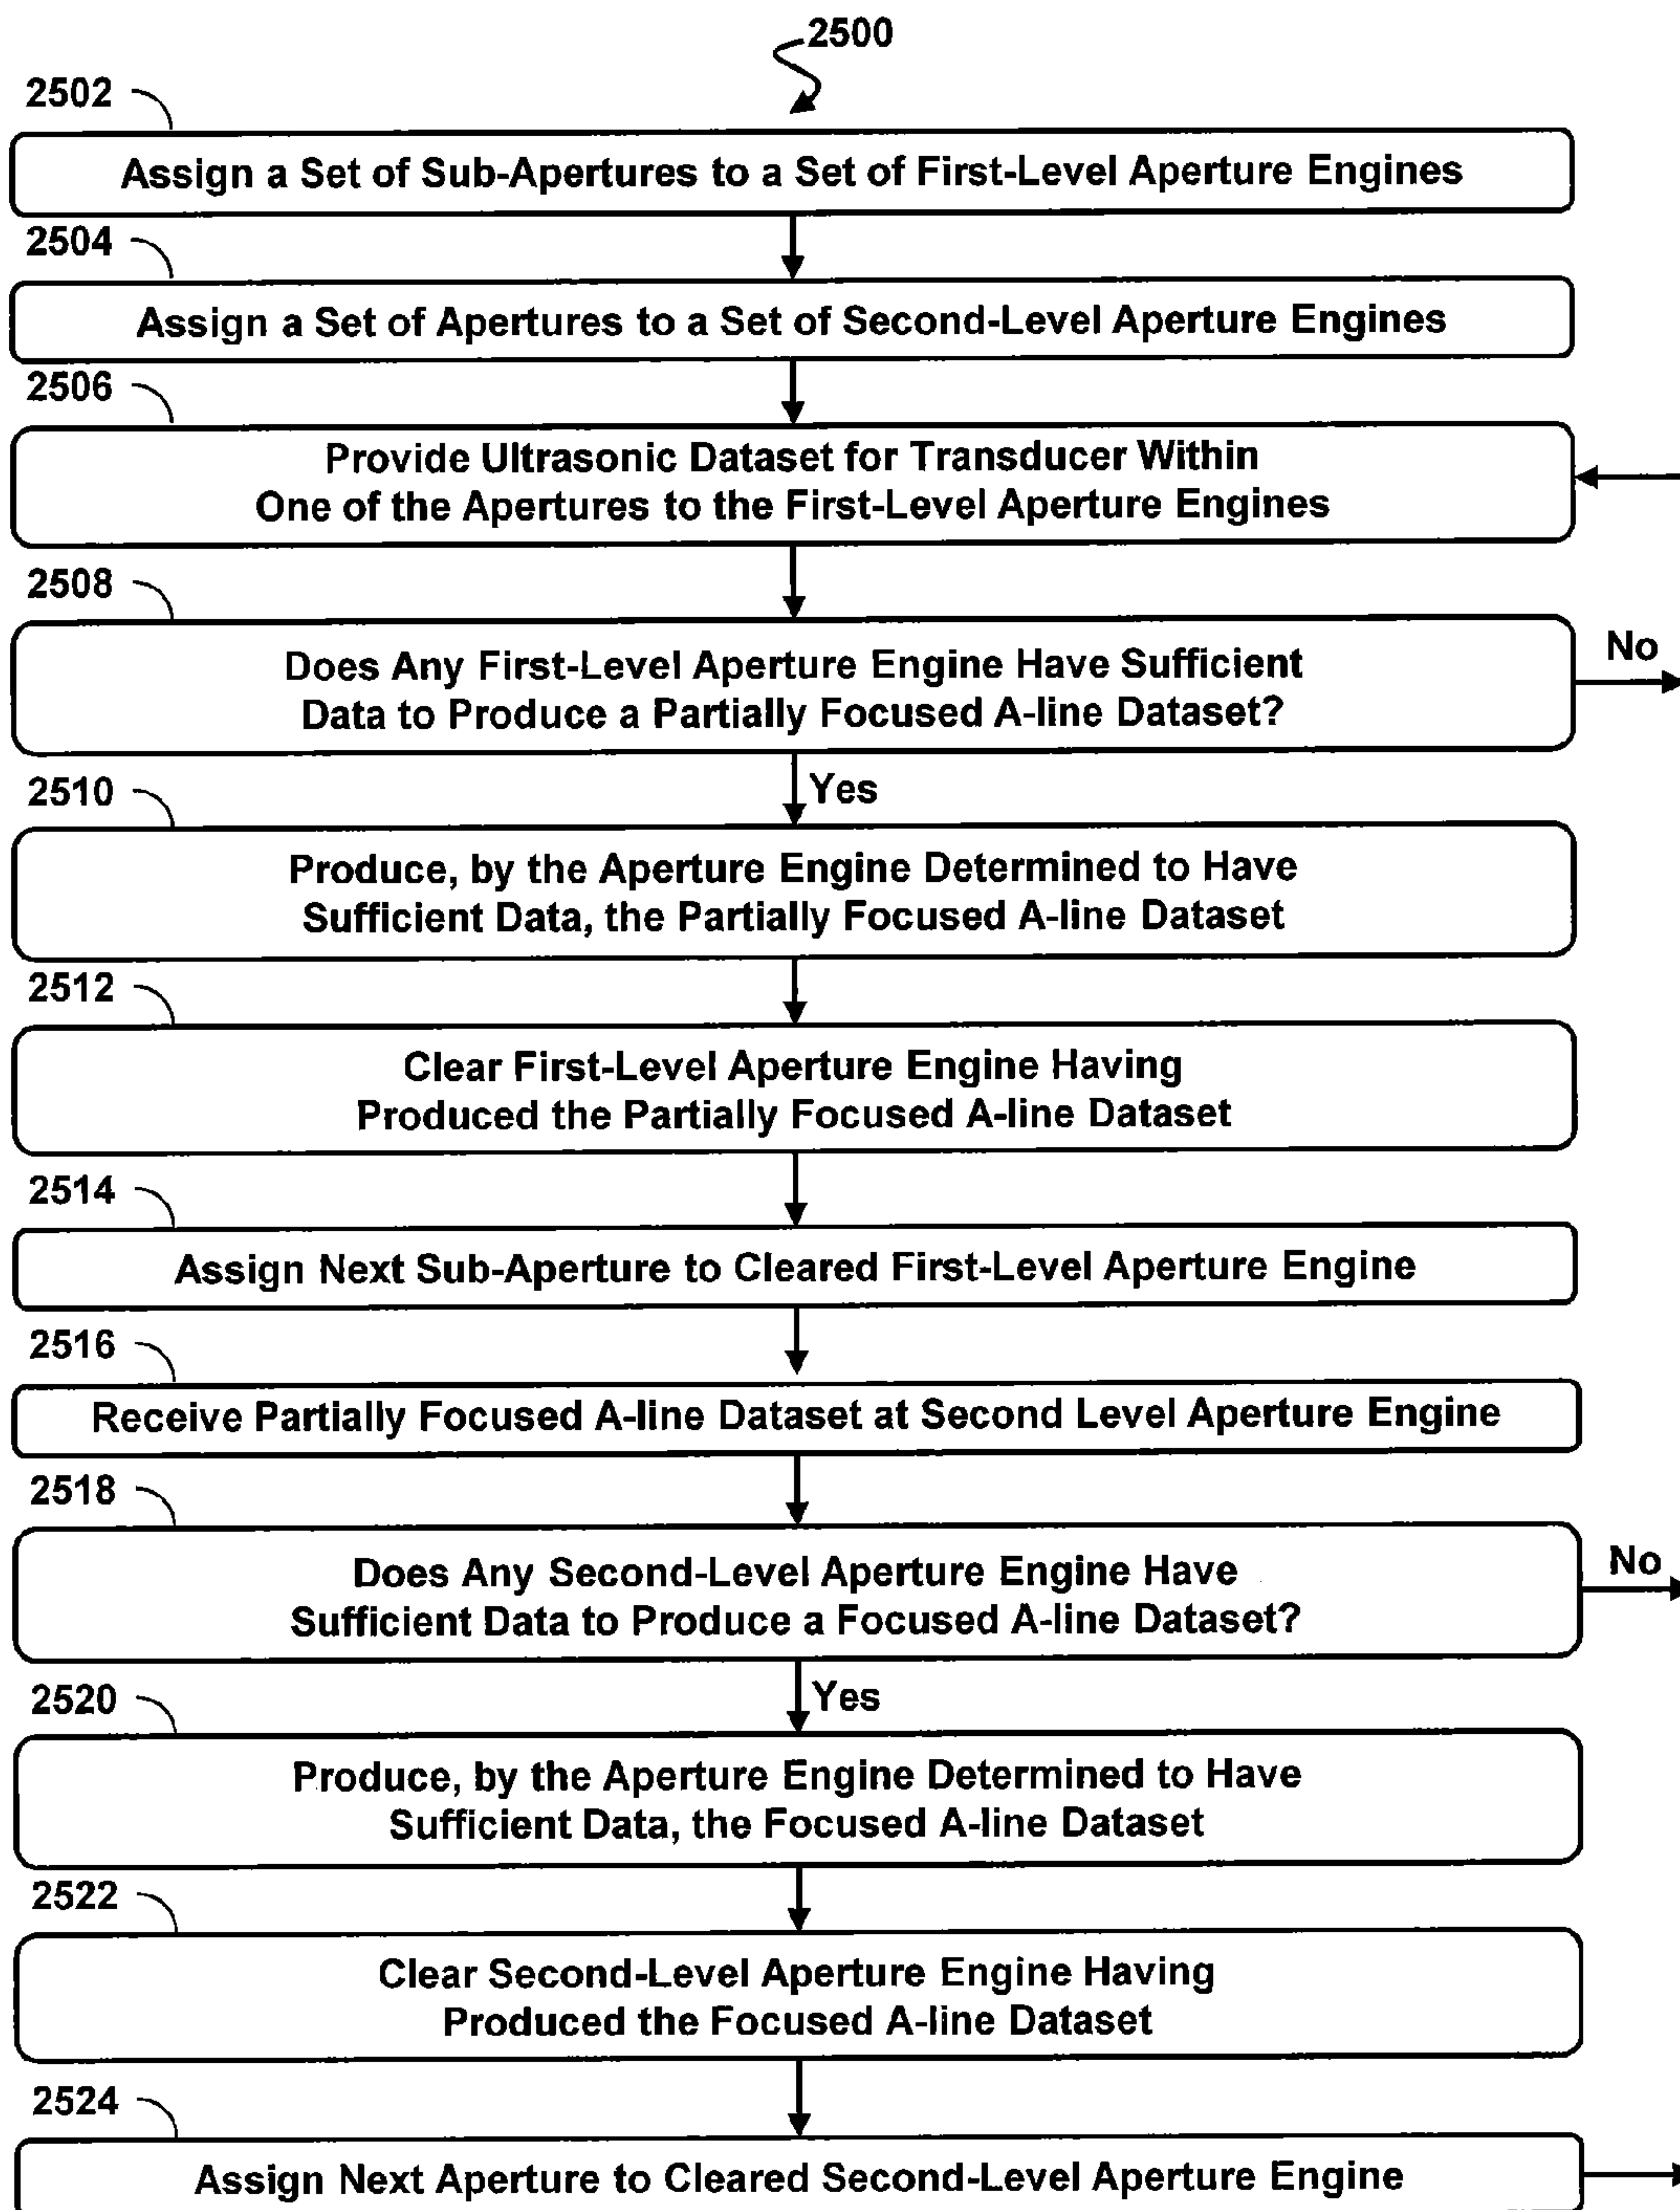 2500
2502
Assign a Set of Sub-Apertures to a Set of First-Level Aperture Engines
2504
Assign a Set of Apertures to a Set of Second-Level Aperture Engines
2506
Provide Ultrasonic Dataset for Transducer Within
One of the Apertures to the First-Level Aperture Engines
2508
Does Any First-Level Aperture Engine Have Sufficient
Data to Produce a Partially Focused A-line Dataset?
No
Yes
2510
Produce, by the Aperture Engine Determined to Have
Sufficient Data, the Partially Focused A-line Dataset
2512
Clear First-Level Aperture Engine Having
Produced the Partially Focused A-line Dataset
2514
Assign Next Sub-Aperture to Cleared First-Level Aperture Engine
2516
Receive Partially Focused A-line Dataset at Second Level Aperture Engine
2518
Does Any Second-Level Aperture Engine Have
Sufficient Data to Produce a Focused A-line Dataset?
No
Yes
2520
Produce, by the Aperture Engine Determined to Have
Sufficient Data, the Focused A-line Dataset
2522
Clear Second-Level Aperture Engine Having
Produced the Focused A-line Dataset
2524
Assign Next Aperture to Cleared Second-Level Aperture Engine